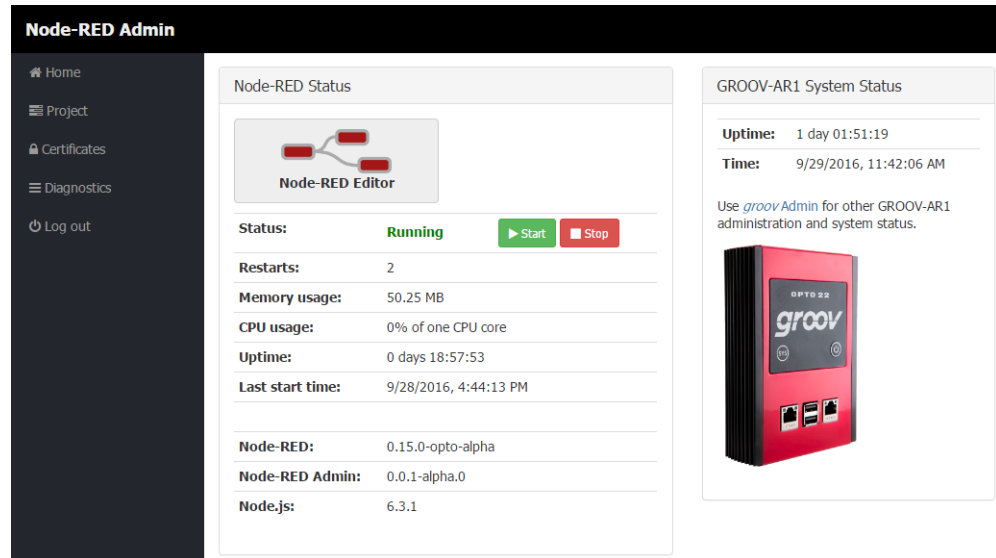 Node-RED Admin
Home
Project
Certificates
Diagnostics
Log out
Node-RED Status
Node-RED Editor
Status: Running Start Stop
Restarts: 2
Memory usage: 50.25 MB
CPU usage: 0% of one CPU core
Uptime: 0 days 18:57:53
Last start time: 9/28/2016, 4:44:13 PM
Node-RED: 0.15.0-opto-alpha
Node-RED Admin: 0.0.1-alpha.0
Node.js: 6.3.1
GROOV-AR1 System Status
Uptime: 1 day 01:51:19
Time: 9/29/2016, 11:42:06 AM
Use groov Admin for other GROOV-AR1
administration and system status.
OPTO 22
groov
SYS